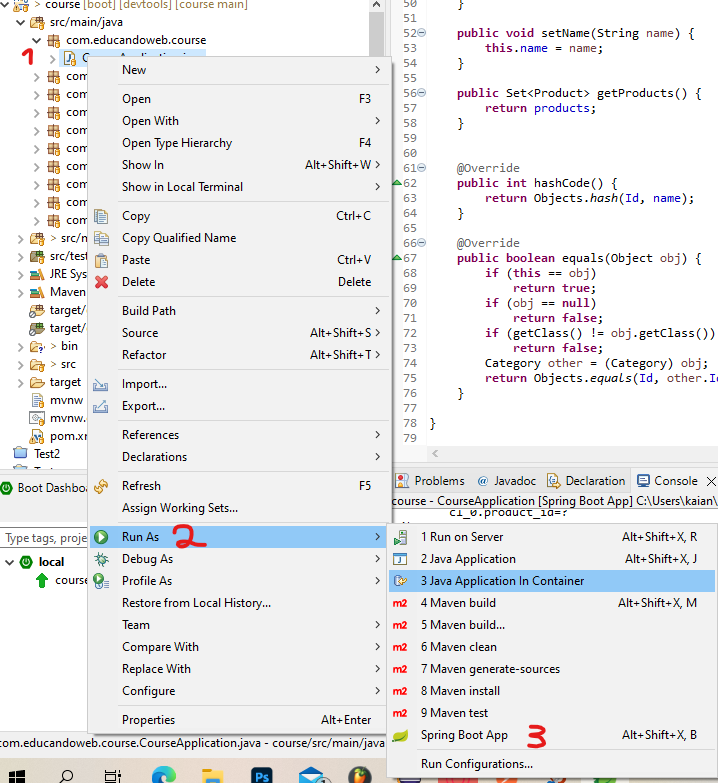 course [boot] [devtools] [course main]
src/main/java
com.educandoweb.course
1
com
com
com
com
com
com
com
com
com
> src/
src/test
JRE Sys
Maven
target/
target/
> bin
> src
target
mvnw
mvnw.
pom.xm
Test2
Boot Dashbo
Type tags, proje
local
course
New
Open F3
Open With
Open Type Hierarchy F4
Show In Alt+Shift+W
Show in Local Terminal
Copy Ctrl+C
Copy Qualified Name
Paste Ctrl+V
Delete Delete
Build Path
Source Alt+Shift+S
Refactor Alt+Shift+T
Import...
Export...
References
Declarations
Refresh F5
Assign Working Sets...
Run As 2
Debug As
Profile As
Restore from Local History...
Team
Compare With
Replace With
Configure
Properties Alt+Enter
com.educandoweb.course.CourseApplication.java - course/src/main/java
50 }
51
52 public void setName(String name) {
53 this.name = name;
54 }
55
56 public Set<Product> getProducts() {
57 return products;
58 }
59
60
61 @Override
62 public int hashCode() {
63 return Objects.hash(Id, name);
64 }
65
66 @Override
67 public boolean equals(Object obj) {
68 if (this == obj)
69 return true;
70 if (obj == null)
71 return false;
72 if (getClass() != obj.getClass())
73 return false;
74 Category other = (Category) obj;
75 return Objects.equals(Id, other.Id
76 }
77
78 }
79
Problems @ Javadoc Declaration Console
course - CourseApplication [Spring Boot App] C:\Users\kaian\
c1_0.product_id=?
1 Run on Server Alt+Shift+X, R
2 Java Application Alt+Shift+X, J
3 Java Application In Container
m2 4 Maven build Alt+Shift+X, M
m2 5 Maven build...
m2 6 Maven clean
m2 7 Maven generate-sources
m2 8 Maven install
m2 9 Maven test
Spring Boot App 3 Alt+Shift+X, B
Run Configurations...
Ps